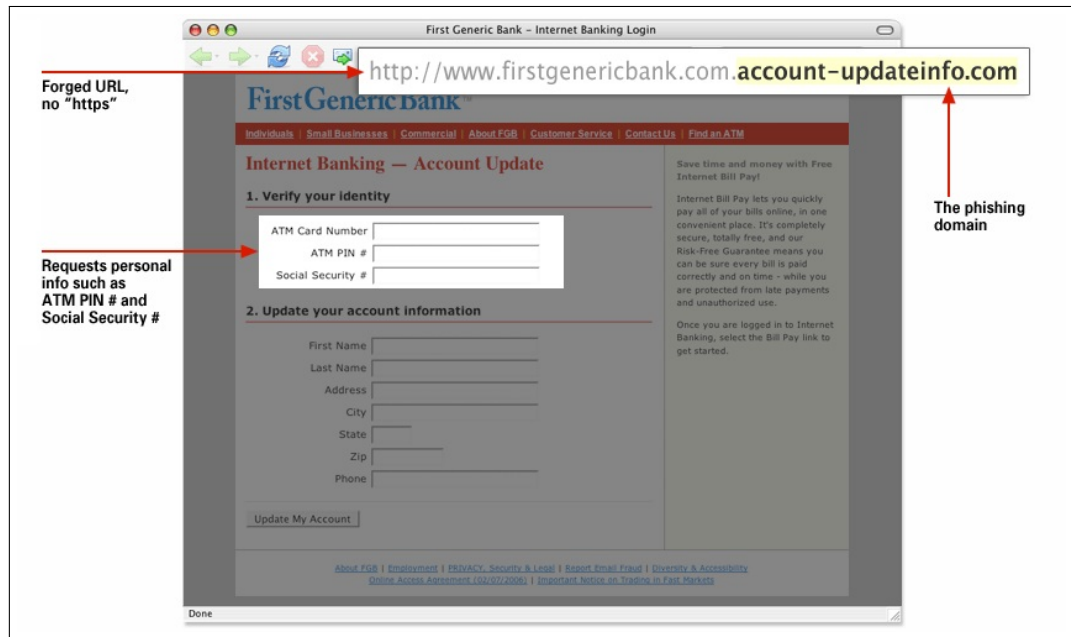 First Generic Bank – Internet Banking Login
http://www.firstgenericbank.com.account-updateinfo.com
Forged URL,
no "https"
FirstGenericBank™
Individuals | Small Businesses | Commercial | About FGB | Customer Service | Contact Us | Find an ATM
Internet Banking — Account Update
1. Verify your identity
ATM Card Number
ATM PIN #
Social Security #
Requests personal
info such as
ATM PIN # and
Social Security #
2. Update your account information
First Name
Last Name
Address
City
State
Zip
Phone
Update My Account
Save time and money with Free
Internet Bill Pay!
Internet Bill Pay lets you quickly
pay all of your bills online, in one
convenient place. It's completely
secure, totally free, and our
Risk-Free Guarantee means you
can be sure every bill is paid
correctly and on time - while you
are protected from late payments
and unauthorized use.
Once you are logged in to Internet
Banking, select the Bill Pay link to
get started.
The phishing
domain
About FGB | Employment | PRIVACY, Security & Legal | Report Email Fraud | Diversity & Accessibility
Online Access Agreement (02/07/2006) | Important Notice on Trading in Fast Markets
Done